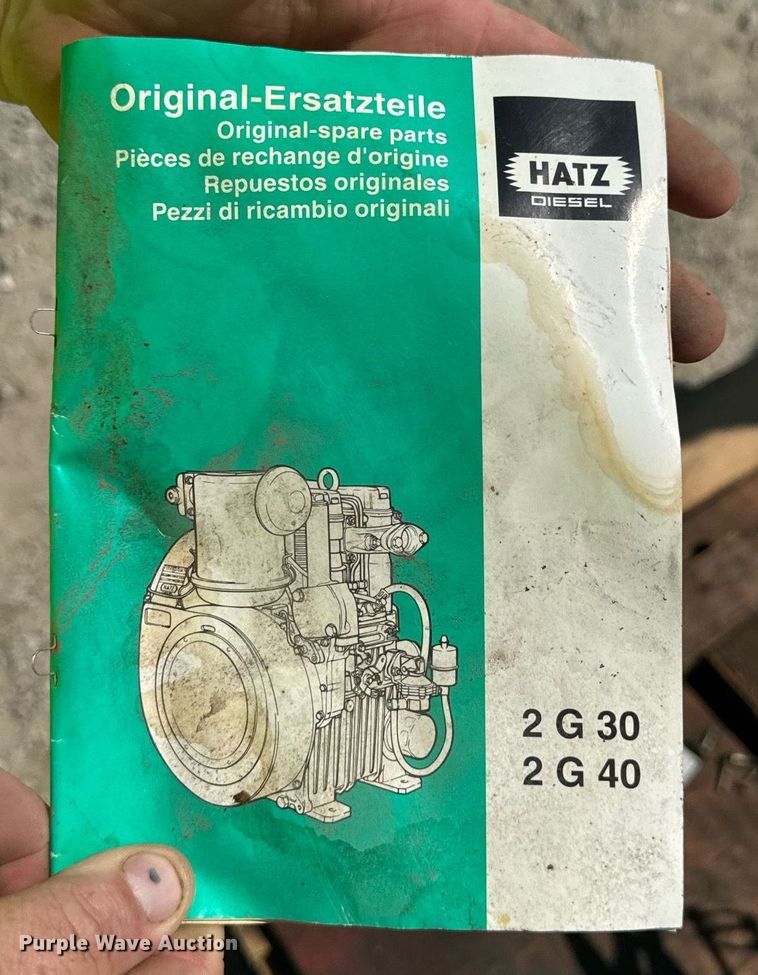 Original-Ersatzteile
Original-spare parts
Pièces de rechange d'origine
Repuestos originales
Pezzi di ricambio originali
HATZ
DIESEL
HATZ
2 G 30
2 G 40
Purple Wave Auction